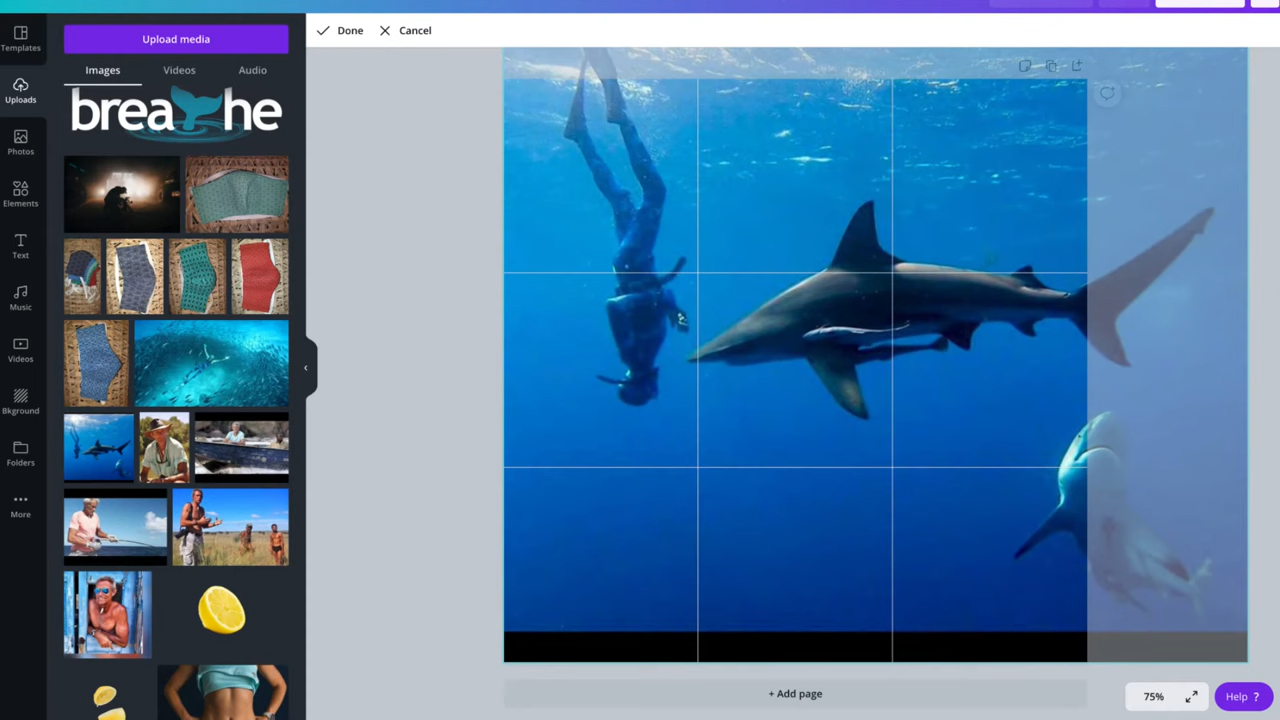 Done Cancel
Upload media
Images Videos Audio
breathe
Templates
Uploads
Photos
Elements
Text
Music
Videos
Bkground
Folders
More
+ Add page
75%
Help ?